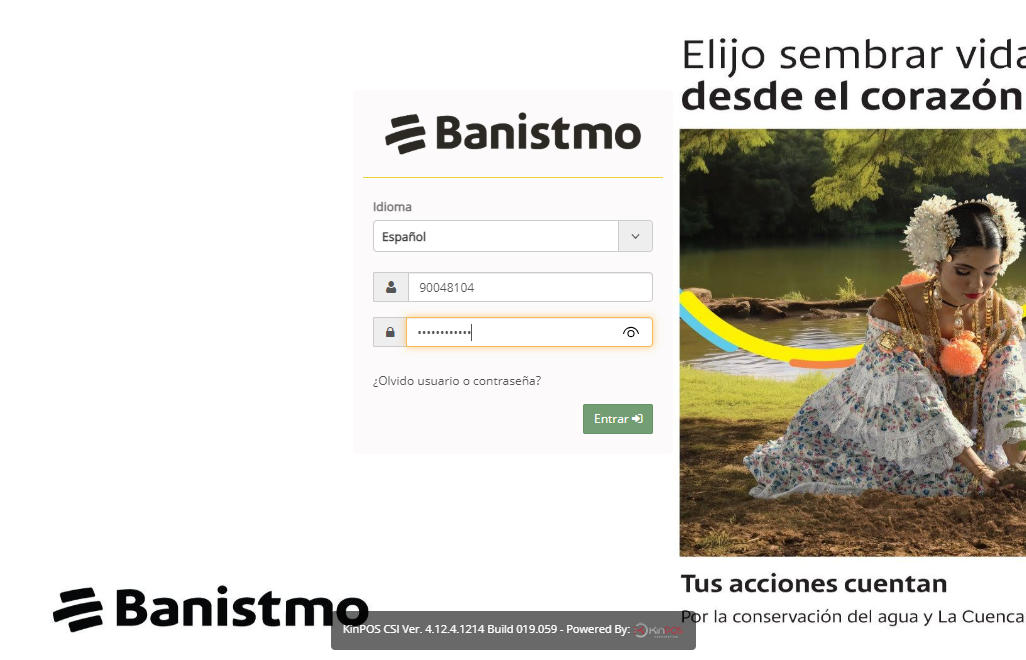 Elijo sembrar vida
desde el corazón
Banistmo
Idioma
Español
90048104
••••••••••••
¿Olvido usuario o contraseña?
Entrar
Tus acciones cuentan
Por la conservación del agua y La Cuenca
Banistmo
KinPOS CSI Ver. 4.12.4.1214 Build 019.059 - Powered By: KinPOS